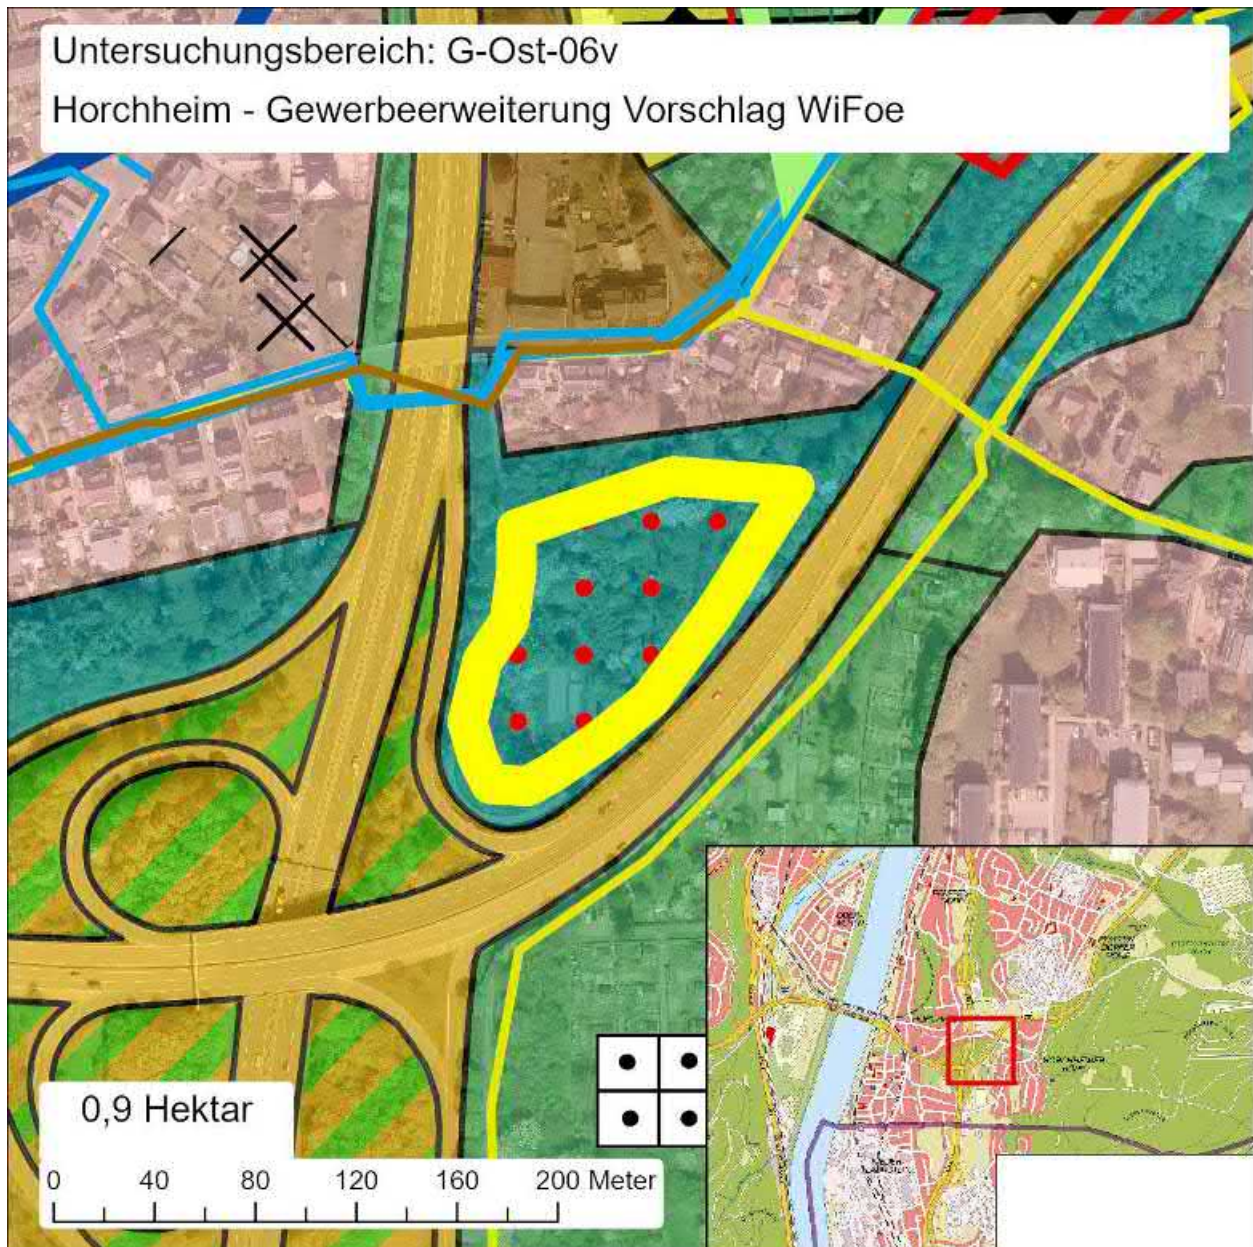 Untersuchungsbereich: G-Ost-06v
Horchheim - Gewerbeerweiterung Vorschlag WiFoe
0,9 Hektar
0 40 80 120 160 200 Meter